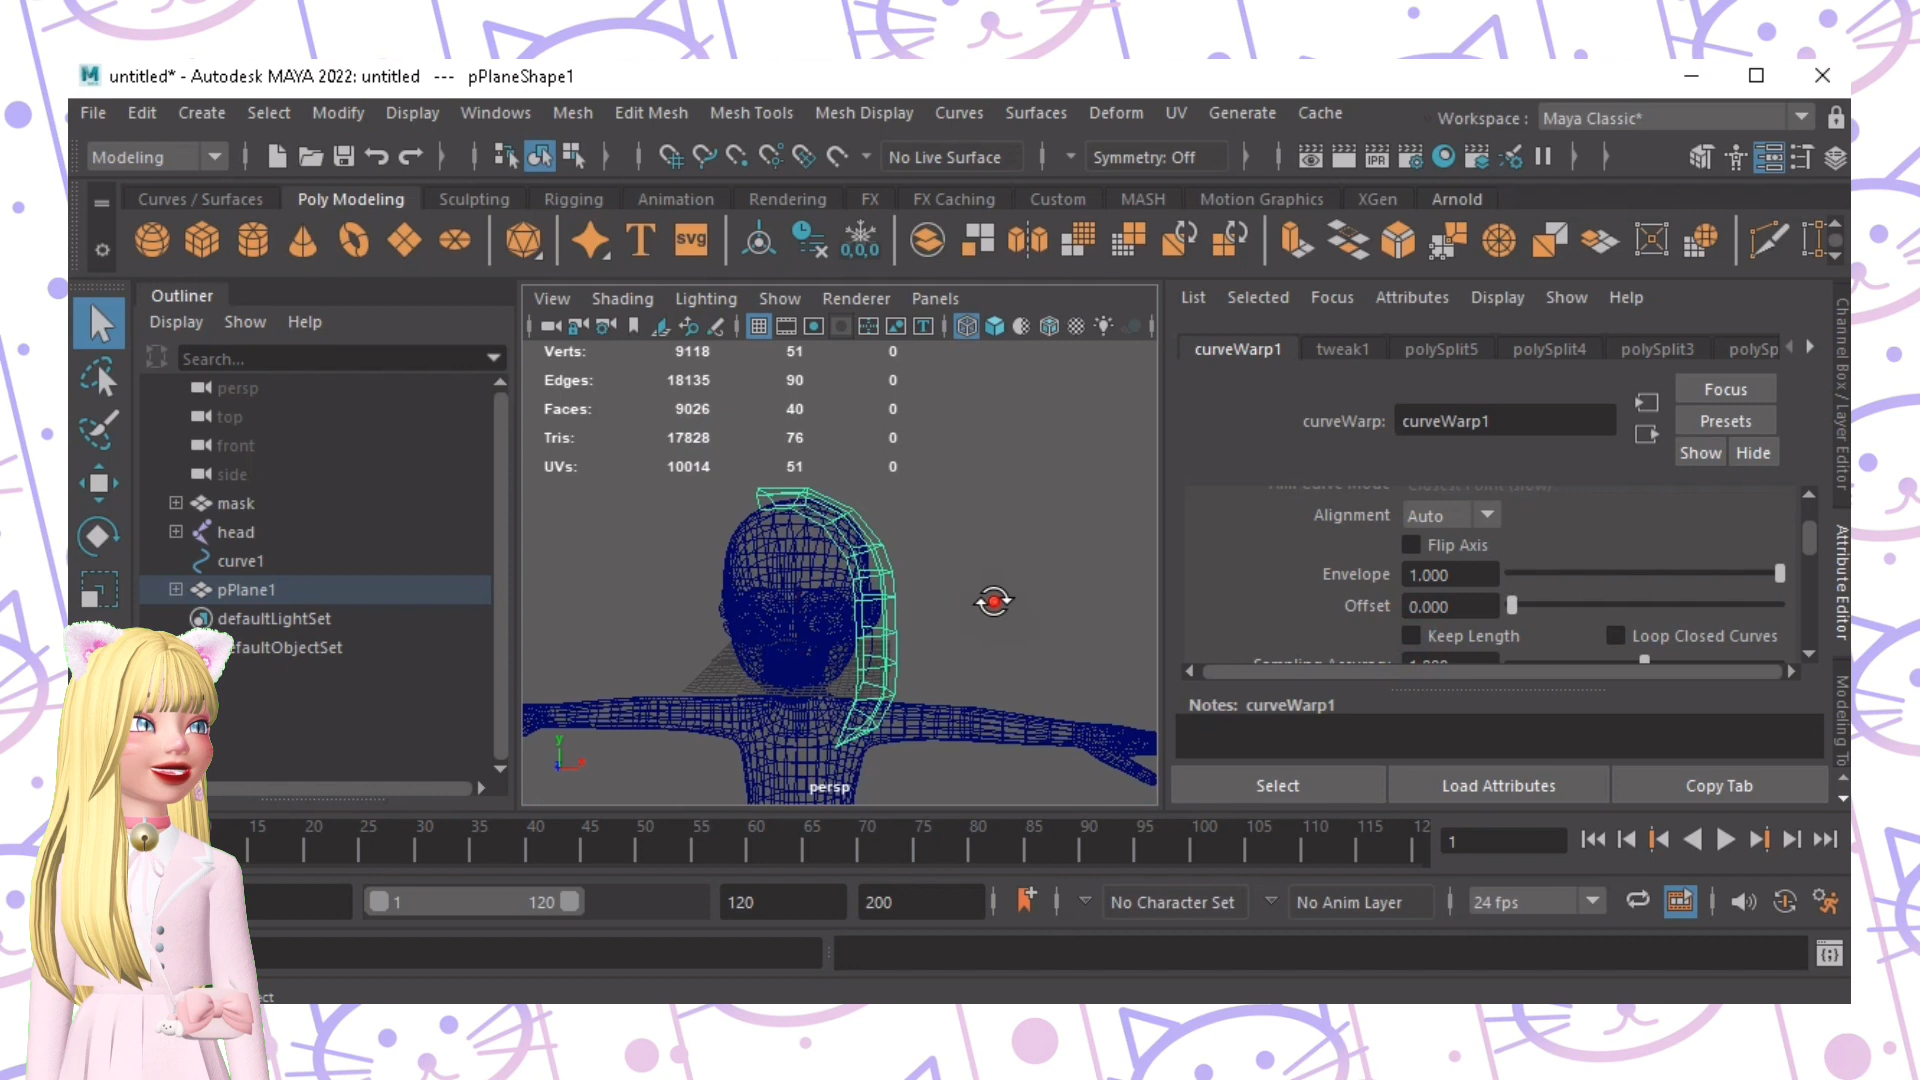 untitled* - Autodesk MAYA 2022: untitled --- pPlaneShape1
File Edit Create Select Modify Display Windows Mesh Edit Mesh Mesh Tools Mesh Display Curves Surfaces Deform UV Generate Cache
Workspace : Maya Classic*
Modeling
No Live Surface
Symmetry: Off
IPR
Curves / Surfaces Poly Modeling Sculpting Rigging Animation Rendering FX FX Caching Custom MASH Motion Graphics XGen Arnold
T
svg
0,0,0
Outliner
Display Show Help
Search...
persp
top
front
side
mask
head
curve1
pPlane1
defaultLightSet
efaultObjectSet
View Shading Lighting Show Renderer Panels
Verts: 9118 51 0
Edges: 18135 90 0
Faces: 9026 40 0
Tris: 17828 76 0
UVs: 10014 51 0
y
persp
List Selected Focus Attributes Display Show Help
curveWarp1 tweak1 polySplit5 polySplit4 polySplit3 polySp
curveWarp: curveWarp1
Focus
Presets
Show Hide
Alignment Auto
Flip Axis
Envelope 1.000
Offset 0.000
Keep Length Loop Closed Curves
Notes: curveWarp1
Select Load Attributes Copy Tab
Channel Box / Layer Editor
Attribute Editor
Modeling To
15 20 25 30 35 40 45 50 55 60 65 70 75 80 85 90 95 100 105 110 115 12
1
1 120
120
200
No Character Set
No Anim Layer
24 fps
ect